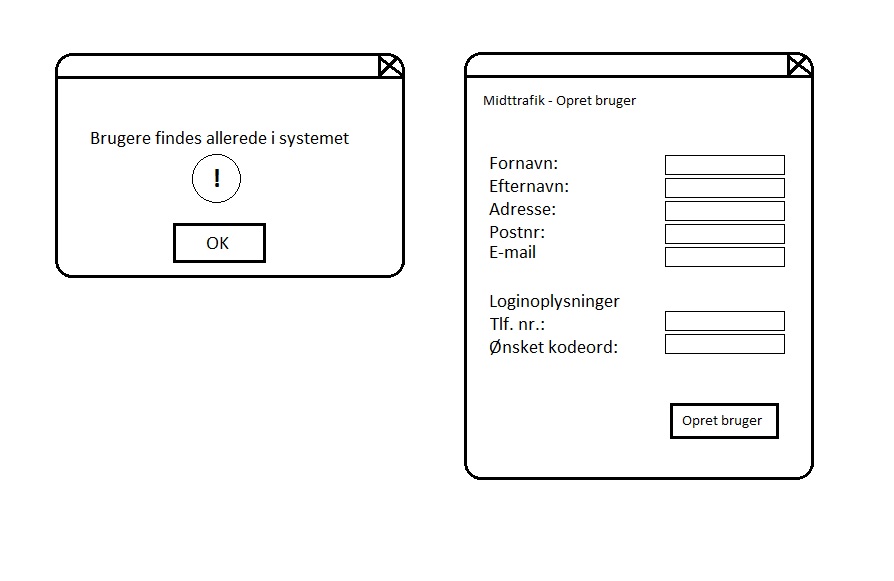 Brugere findes allerede i systemet
!
OK
Midttrafik - Opret bruger
Fornavn:
Efternavn:
Adresse:
Postnr:
E-mail
Loginoplysninger
Tlf. nr.:
Ønsket kodeord:
Opret bruger